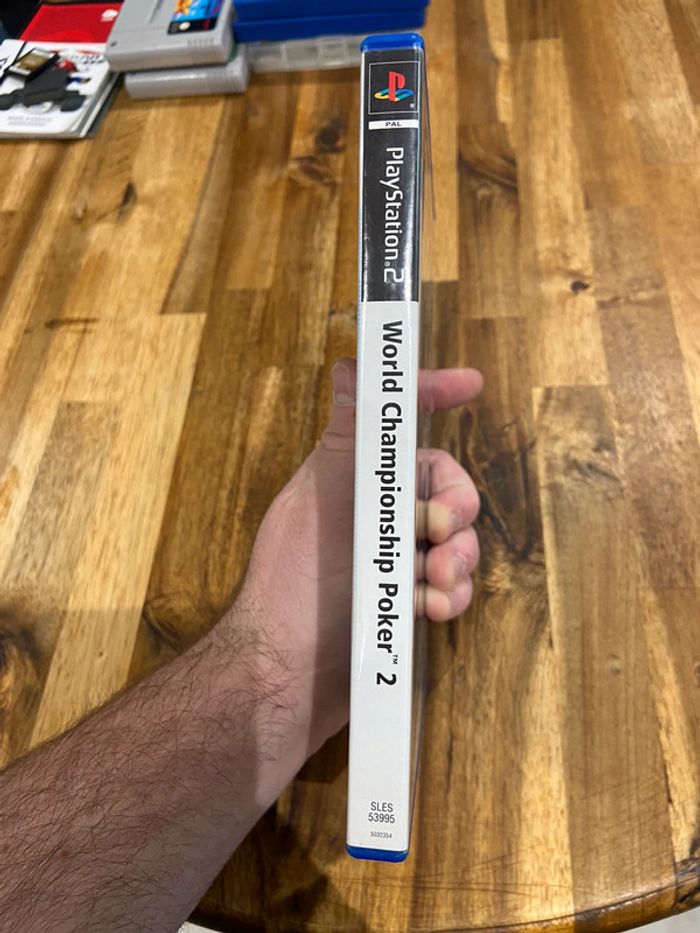 PAL
PlayStation®2
World Championship Poker™ 2
SLES
53995
5032354